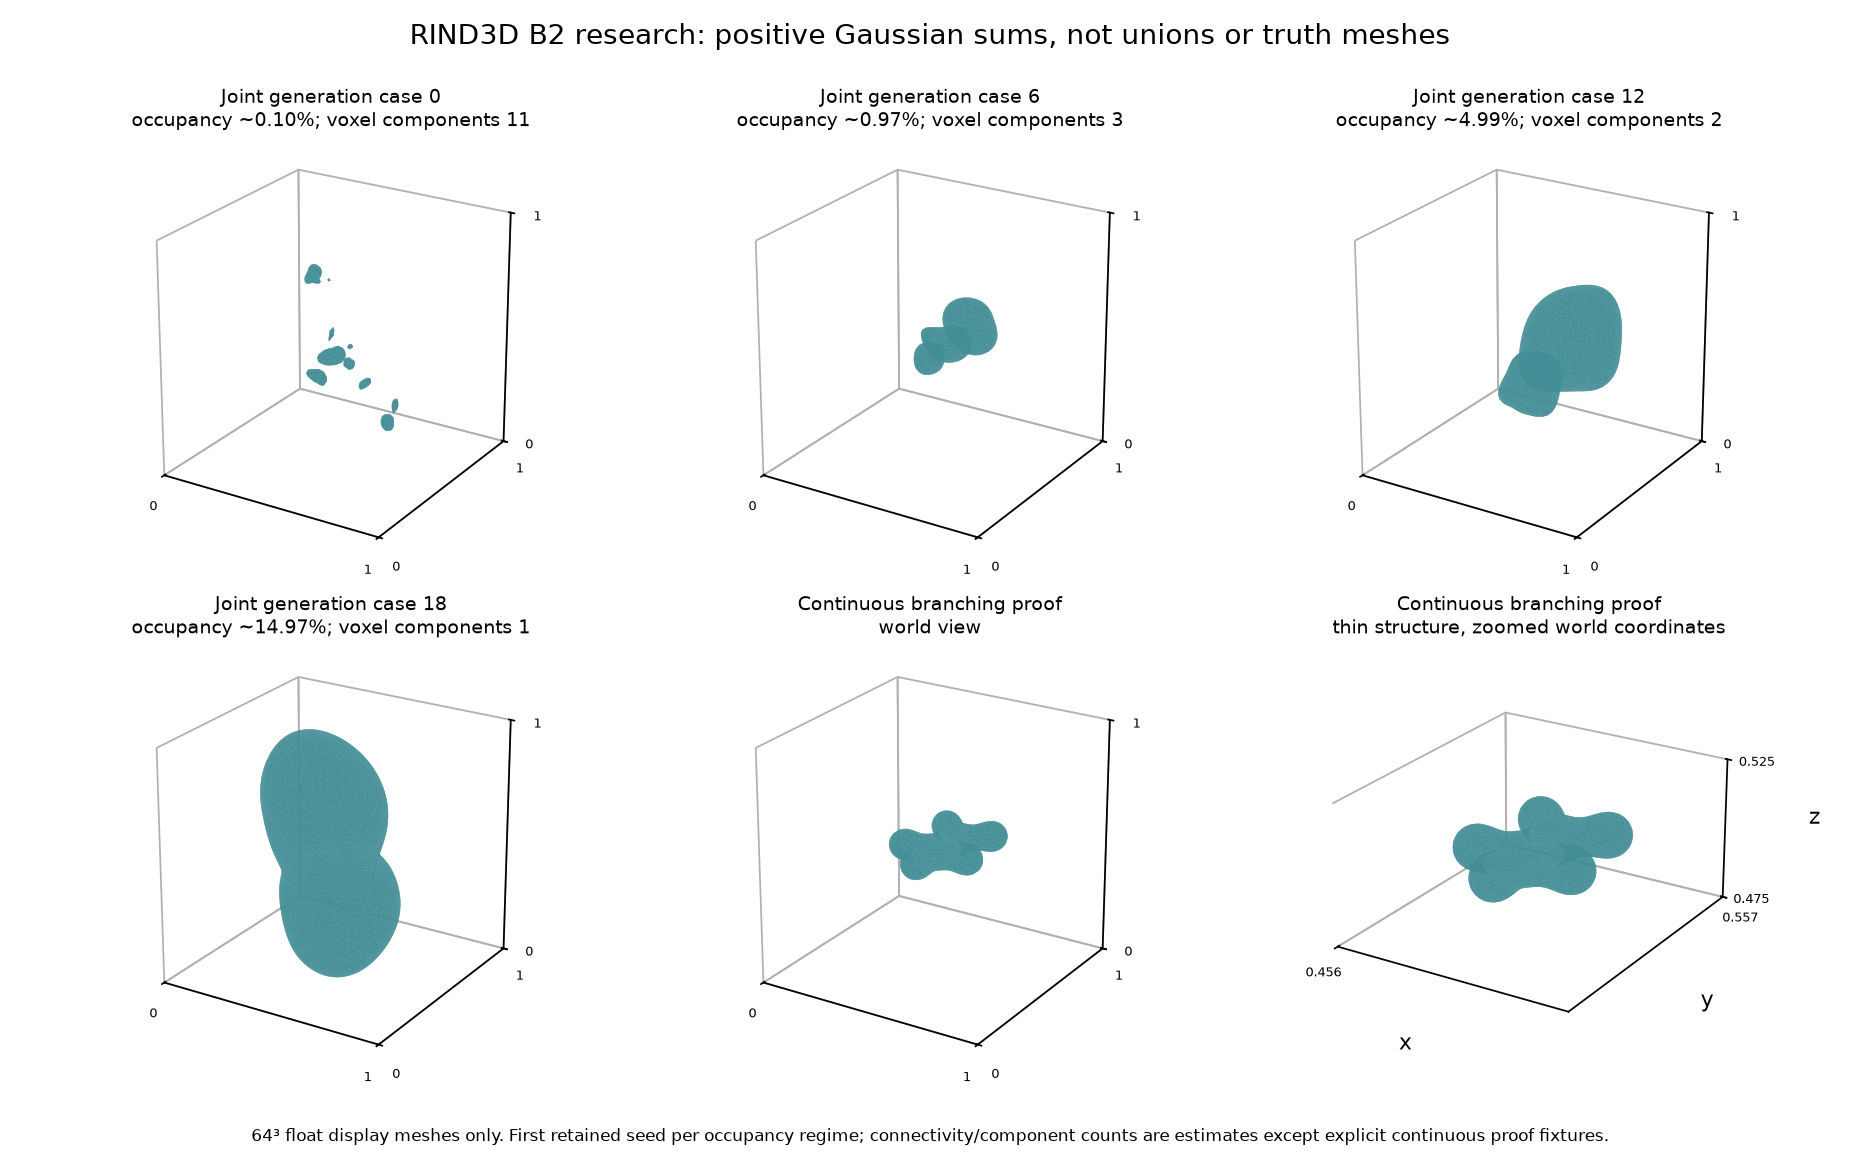 RIND3D B2 research: positive Gaussian sums, not unions or truth meshes
Joint generation case 0
occupancy ~0.10%; voxel components 11
1
0
1
0
1 0
Joint generation case 6
occupancy ~0.97%; voxel components 3
1
0
1
0
1 0
Joint generation case 12
occupancy ~4.99%; voxel components 2
1
0
1
0
1 0
Joint generation case 18
occupancy ~14.97%; voxel components 1
1
0
1
0
1 0
Continuous branching proof
world view
1
0
1
0
1 0
Continuous branching proof
thin structure, zoomed world coordinates
0.525
z
0.475
0.557
0.456
y
x
64³ float display meshes only. First retained seed per occupancy regime; connectivity/component counts are estimates except explicit continuous proof fixtures.